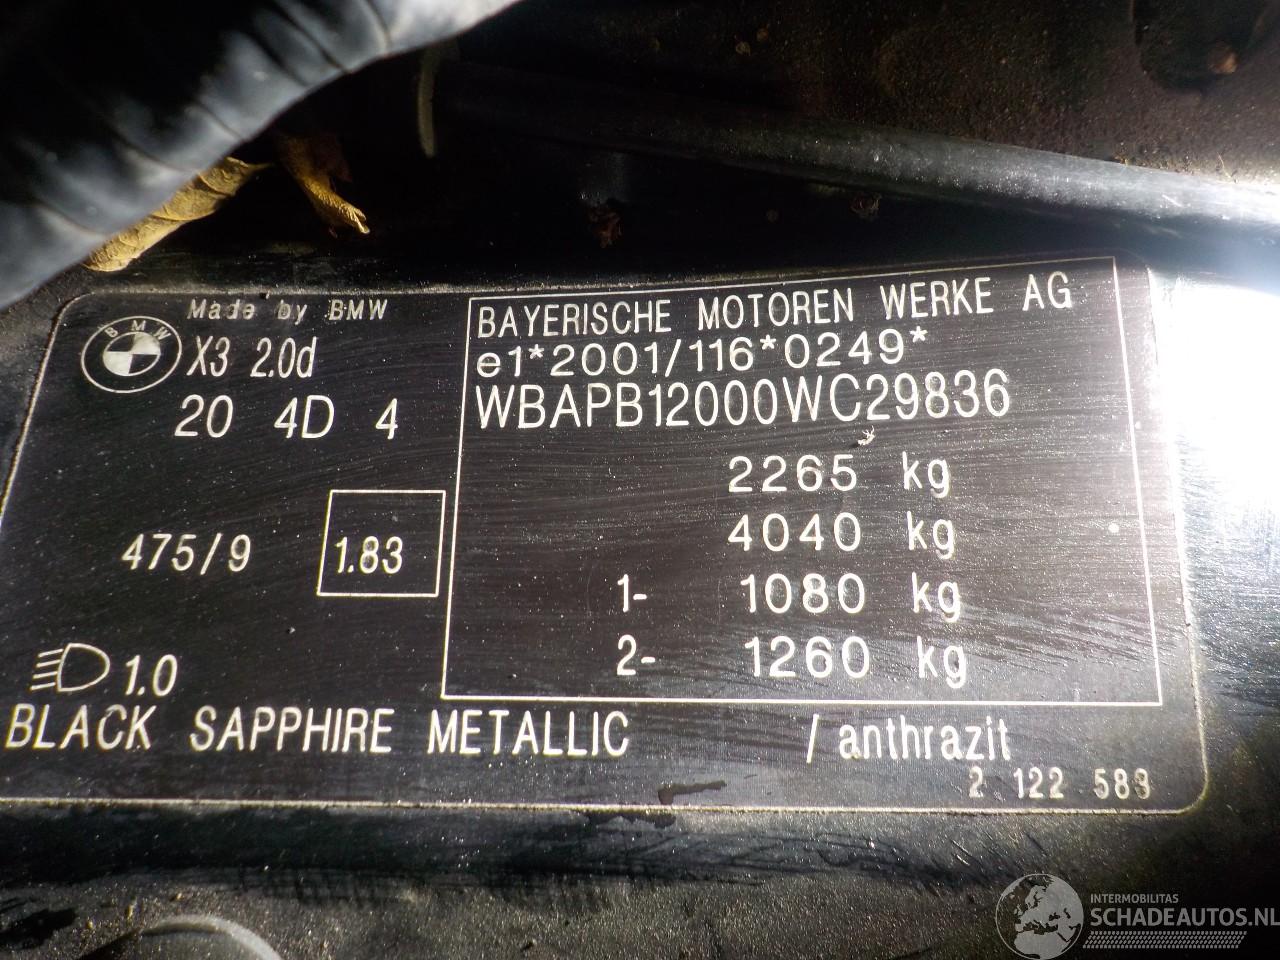 Made by BMW
BMW
X3 2.0d
20 4D 4
475/9
1.83
1.0
BAYERISCHE MOTOREN WERKE AG
e1*2001/116*0249*
WBAPB12000WC29836
2265 kg
4040 kg
1- 1080 kg
2- 1260 kg
BLACK SAPPHIRE METALLIC / anthrazit
2 122 589
INTERMOBILITAS
SCHADEAUTOS.NL